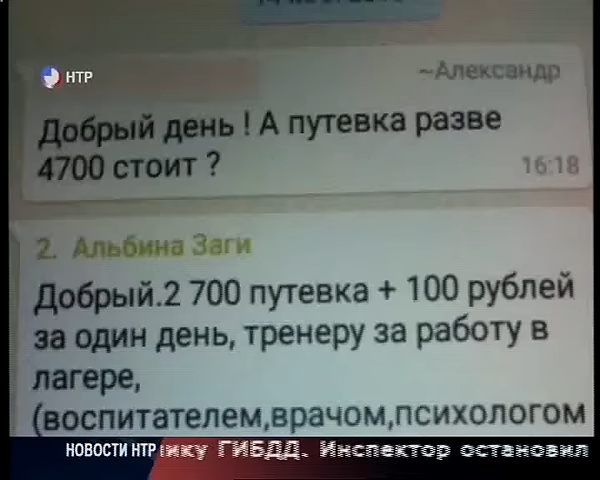 НТР
~Александр
Добрый день ! А путевка разве
4700 стоит ?
16:18
2. Альбина Заги
Добрый.2 700 путевка + 100 рублей
за один день, тренеру за работу в
лагере,
(воспитателем,врачом,психологом
НОВОСТИ НТР
ику ГИБДД. Инспектор остановил